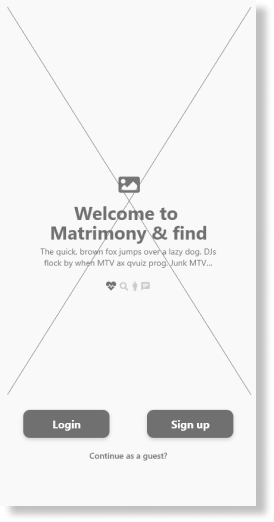 Welcome to
Matrimony & find
The quick, brown fox jumps over a lazy dog. DJs
flock by when MTV ax quiz prog. Junk MTV...
Login
Sign up
Continue as a guest?